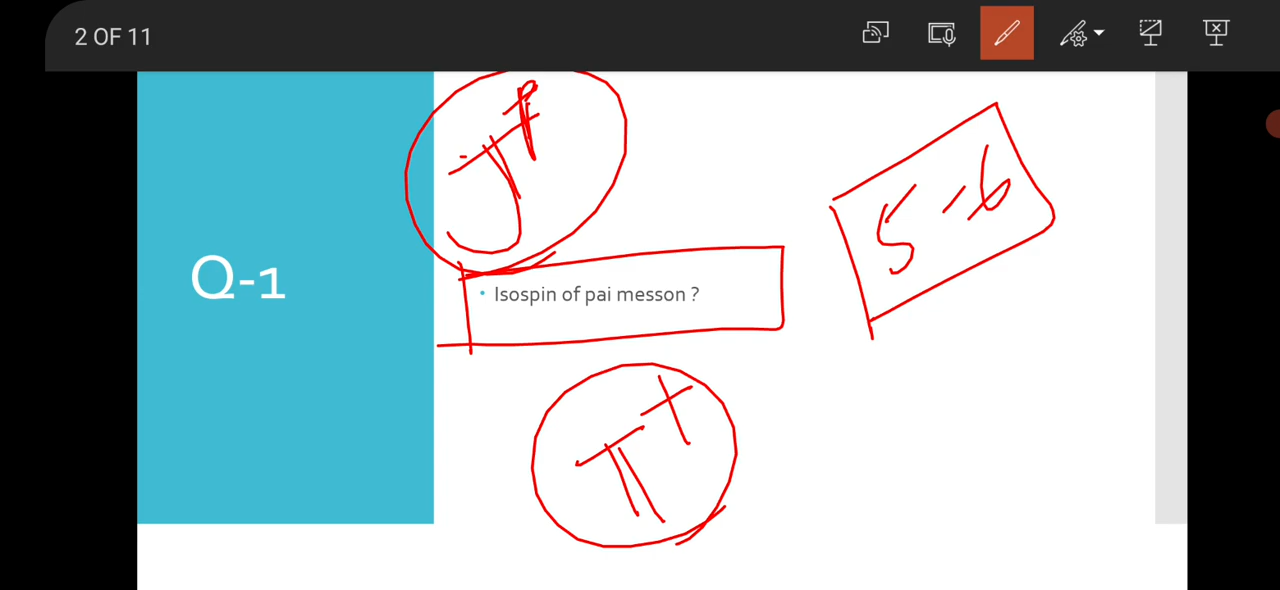 2 OF 11
Q-1
• Isospin of pai messon ?
π+